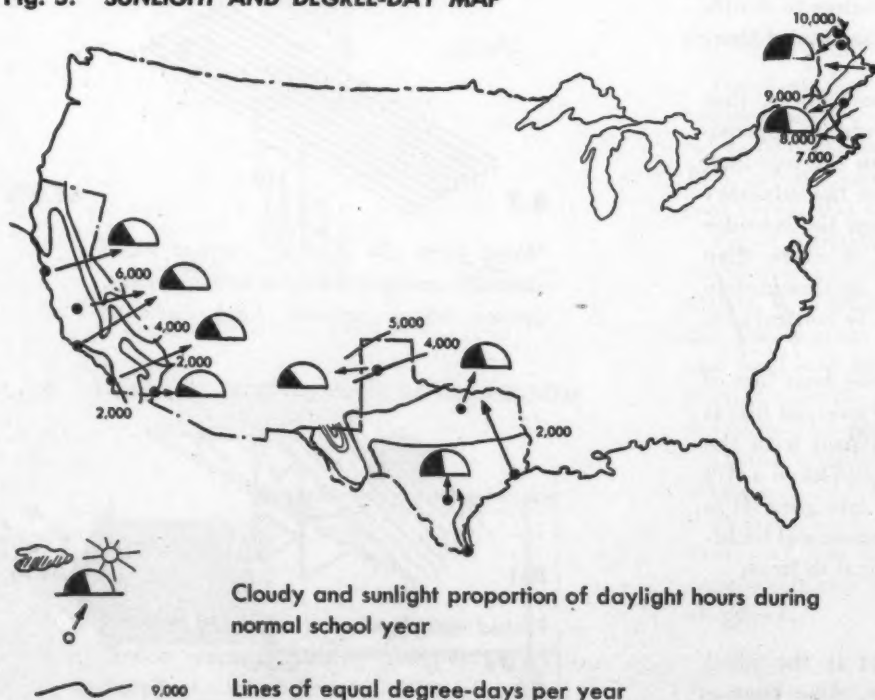 Fig. 3. SUNLIGHT AND DEGREE-DAY MAP
10,000
9,000
8,000
7,000
6,000
4,000
2,000
2,000
5,000
4,000
2,000
Cloudy and sunlight proportion of daylight hours during
normal school year
9,000 Lines of equal degree-days per year